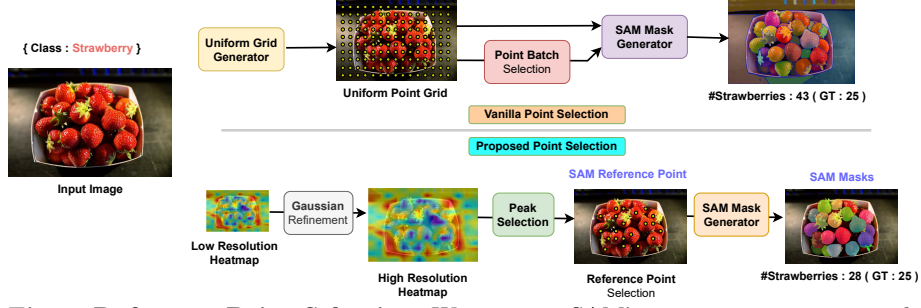 { Class : Strawberry }
Input Image
Uniform Grid
Generator
Uniform Point Grid
Point Batch
Selection
SAM Mask
Generator
#Strawberries : 43 ( GT : 25 )
Vanilla Point Selection
Proposed Point Selection
Low Resolution
Heatmap
Gaussian
Refinement
High Resolution
Heatmap
Peak
Selection
SAM Reference Point
Reference Point
Selection
SAM Mask
Generator
SAM Masks
#Strawberries : 28 ( GT : 25 )